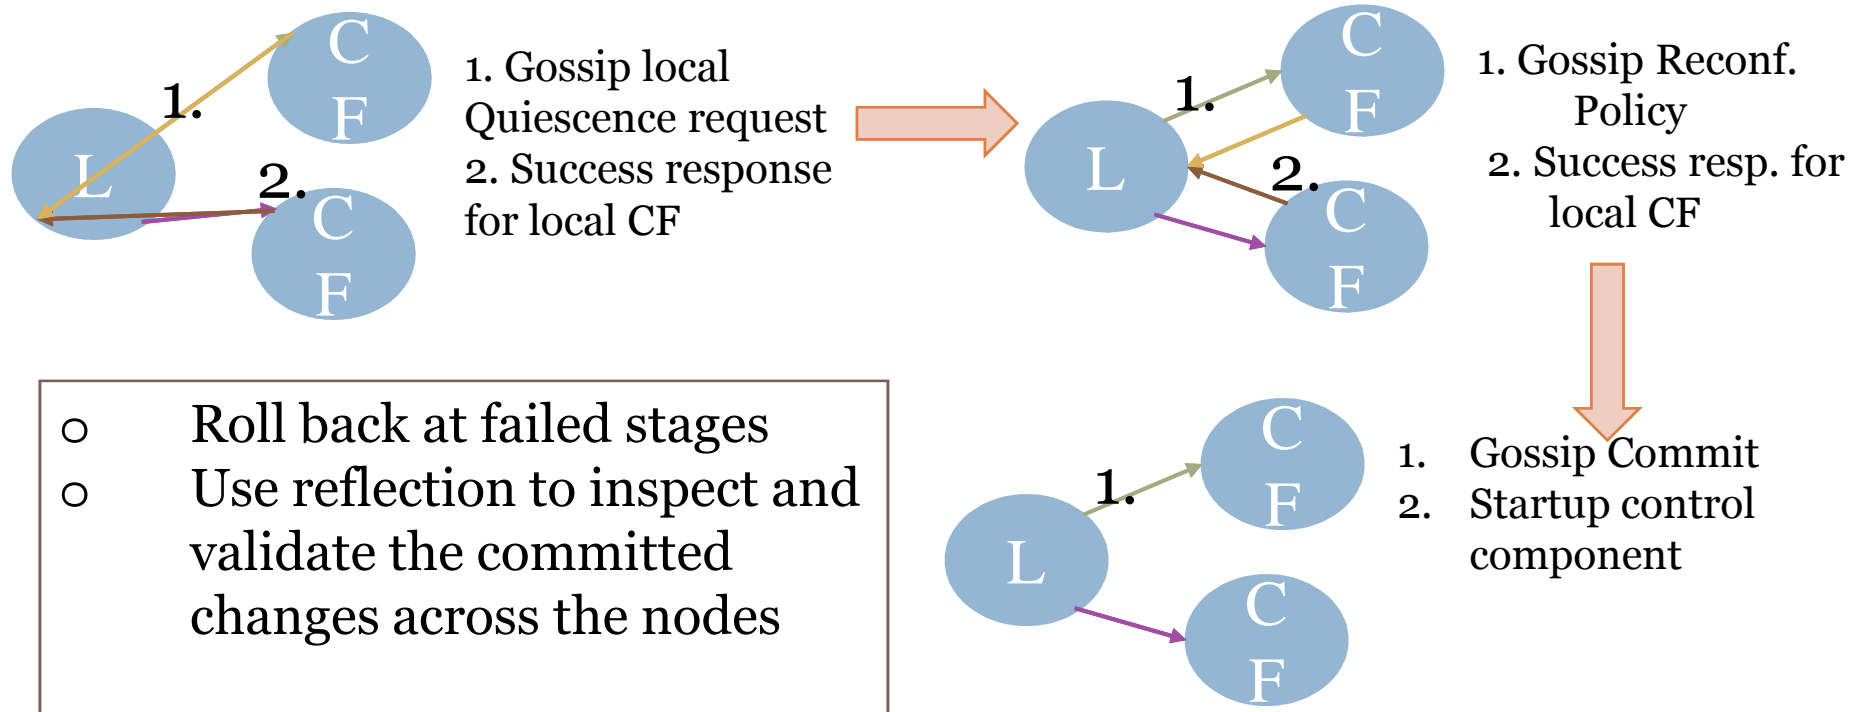 C
F
L
1.
2.
C
F
1. Gossip local
Quiescence request
2. Success response
for local CF
C
F
L
1.
2.
C
F
1. Gossip Reconf.
Policy
2. Success resp. for
local CF
o Roll back at failed stages
o Use reflection to inspect and
validate the committed
changes across the nodes
C
F
L
1.
C
F
1. Gossip Commit
2. Startup control
component